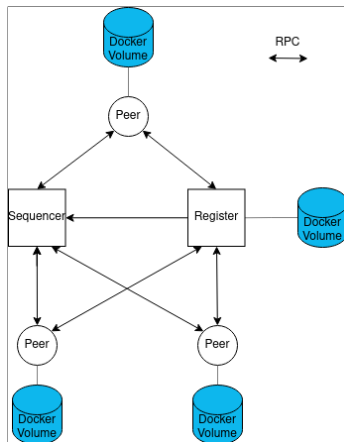 Docker
Volume
RPC
Peer
Sequencer
Register
Docker
Volume
Peer
Peer
Docker
Volume
Docker
Volume